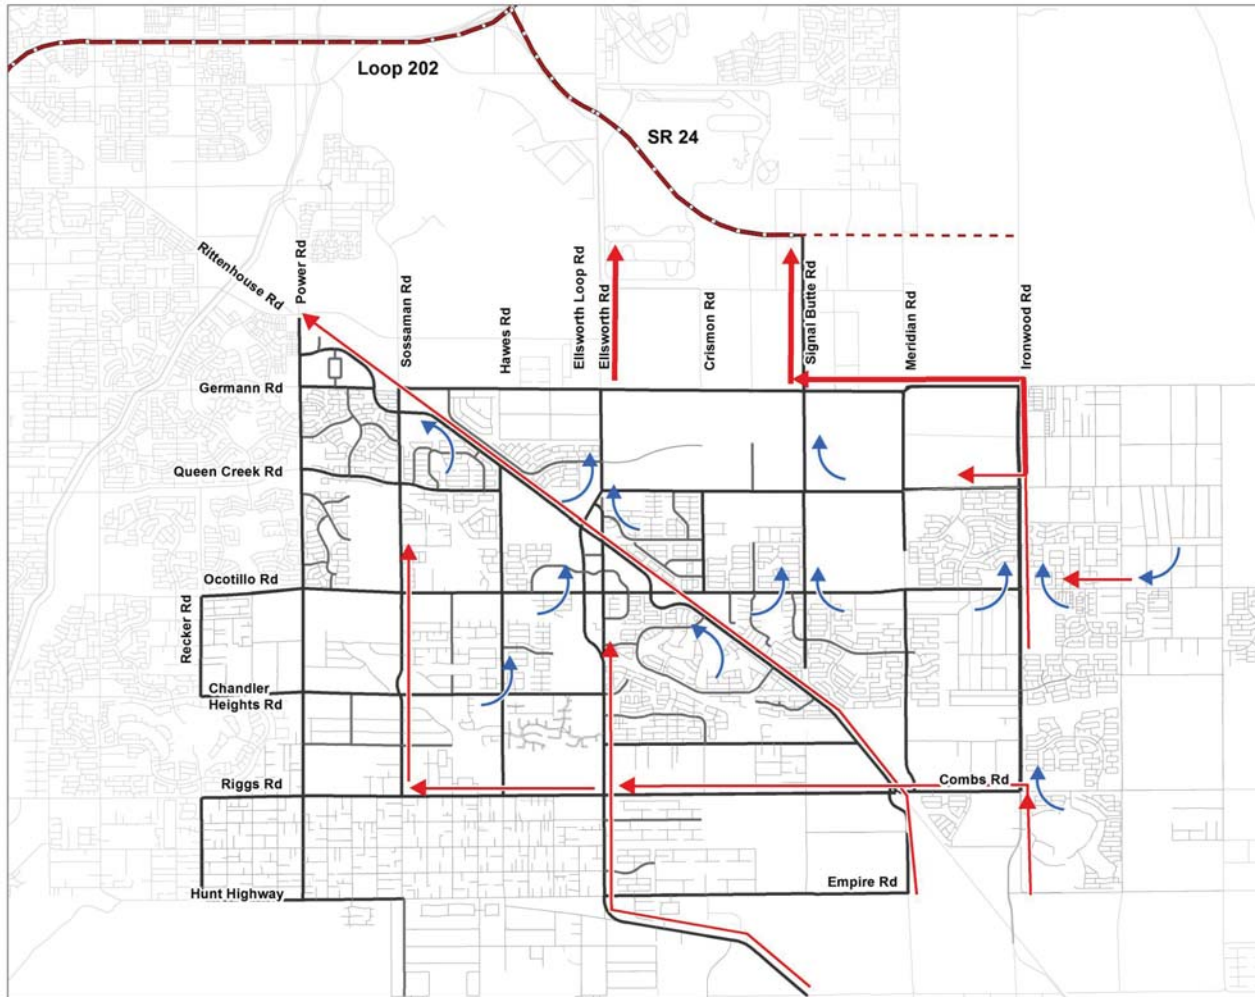 Loop 202
SR 24
Rittenhouse Rd
Power Rd
Sossaman Rd
Hawes Rd
Ellsworth Loop Rd
Ellsworth Rd
Crismon Rd
Signal Butte Rd
Meridian Rd
Ironwood Rd
Germann Rd
Queen Creek Rd
Ocotillo Rd
Recker Rd
Chandler
Heights Rd
Riggs Rd
Combs Rd
Hunt Highway
Empire Rd